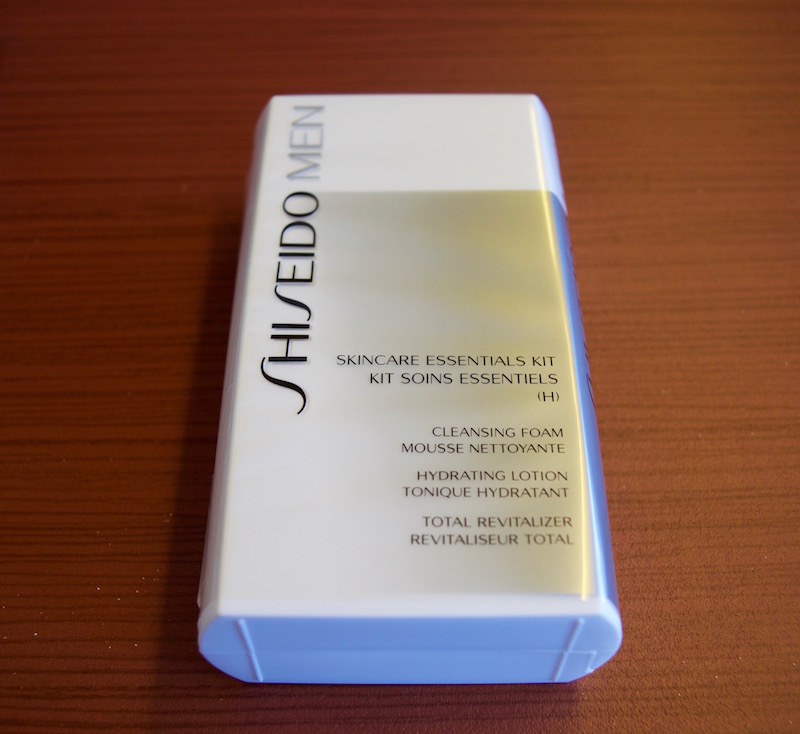 SHISEIDO MEN
SKINCARE ESSENTIALS KIT
KIT SOINS ESSENTIELS
(H)
CLEANSING FOAM
MOUSSE NETTOYANTE
HYDRATING LOTION
TONIQUE HYDRATANT
TOTAL REVITALIZER
REVITALISEUR TOTAL